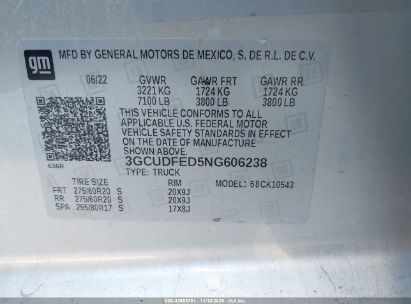 gm
MFD BY GENERAL MOTORS DE MEXICO, S. DE R.L. DE C.V.
06/22 GVWR GAWR FRT GAWR RR
3221 KG 1724 KG 1724 KG
7100 LB 3800 LB 3800 LB
THIS VEHICLE CONFORMS TO ALL
APPLICABLE U.S. FEDERAL MOTOR
VEHICLE SAFETY STANDARDS IN EFFECT
ON THE DATE OF MANUFACTURE SHOWN
ABOVE.
3GCUDFED5NG606238
TYPE: TRUCK
TIRE SIZE RIM MODEL: 58CK10543
FRT 275/60R20 S 20X9J
RR 275/60R20 S 20X9J
SPA 265/80R17 S 17X8J